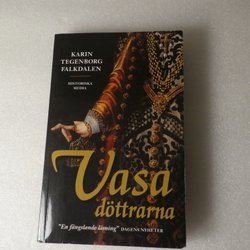 KARIN
TEGENBORG
FALKDALEN
HISTORISKA
MEDIA
Vasa
döttrarna
"En fängslande läsning" DAGENS NYHETER